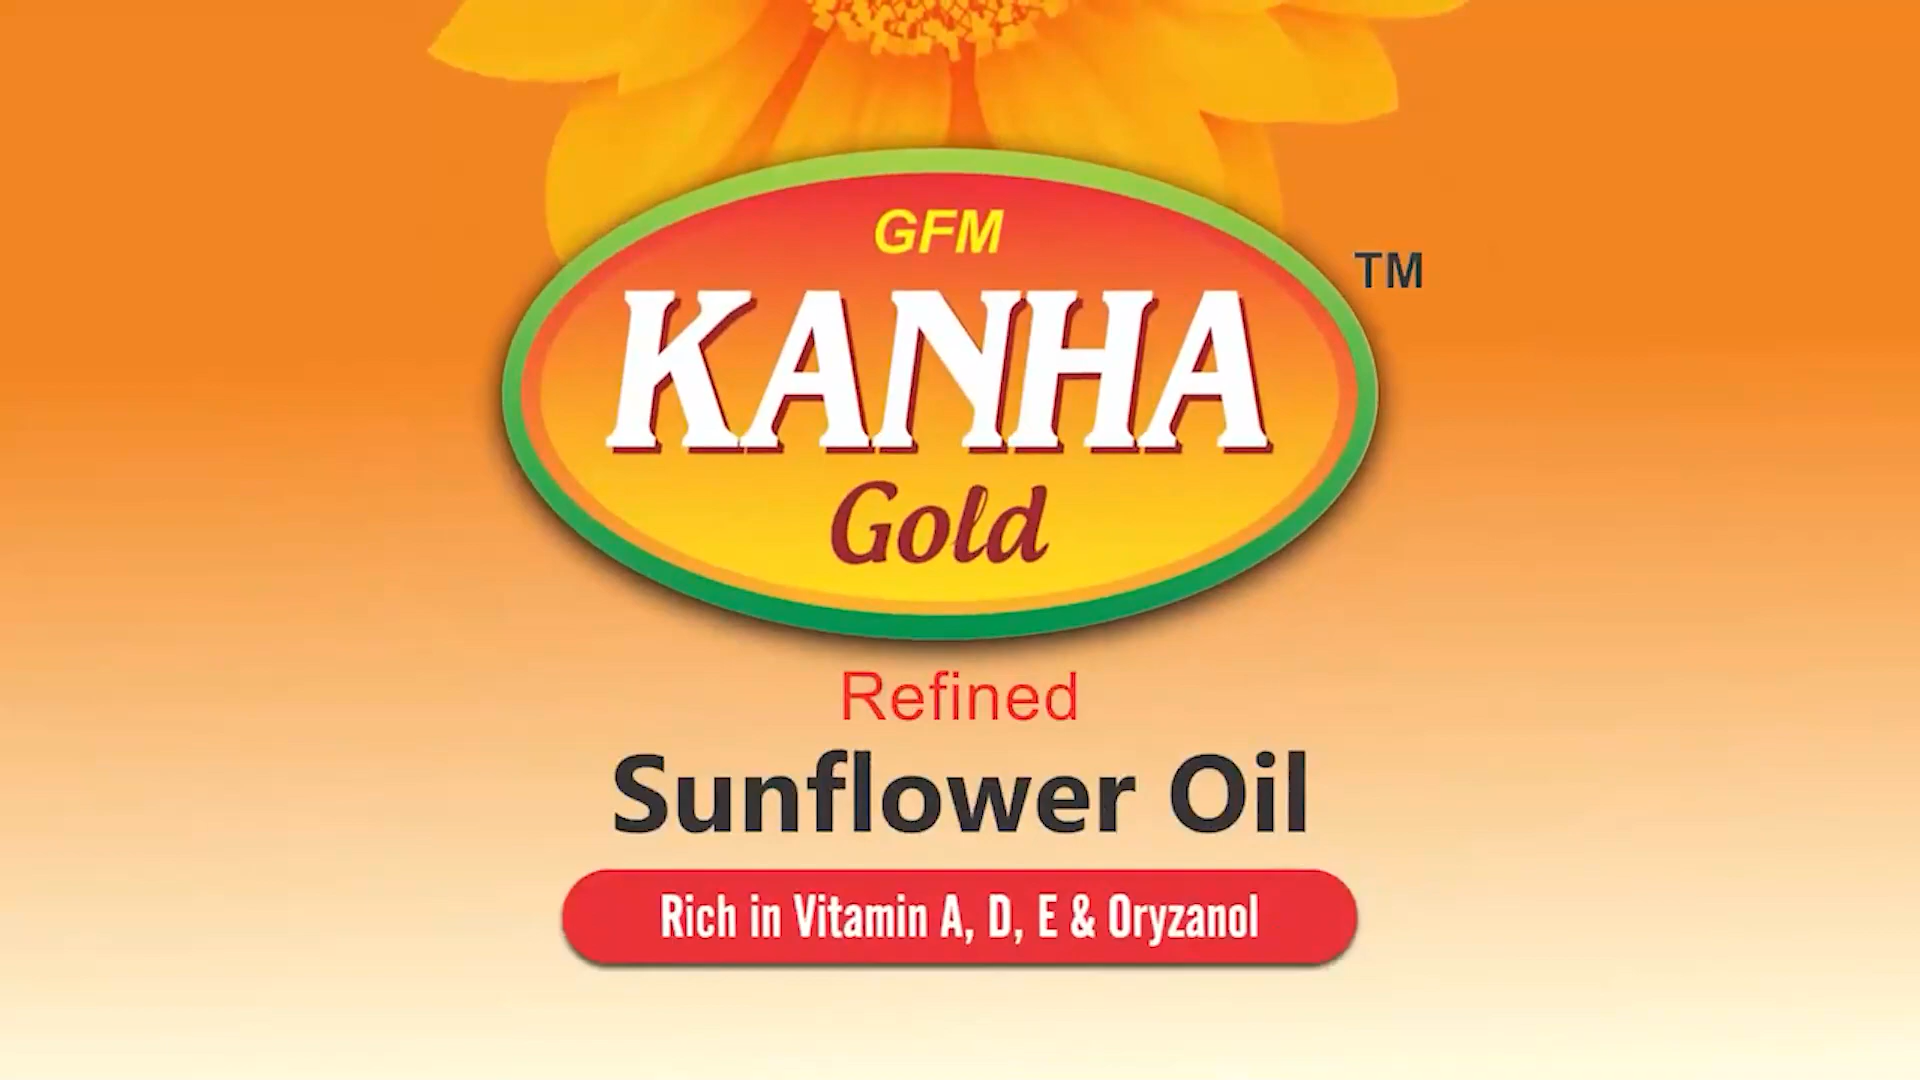 GFM
KANHA
TM
Gold
Refined
Sunflower Oil
Rich in Vitamin A, D, E & Oryzanol